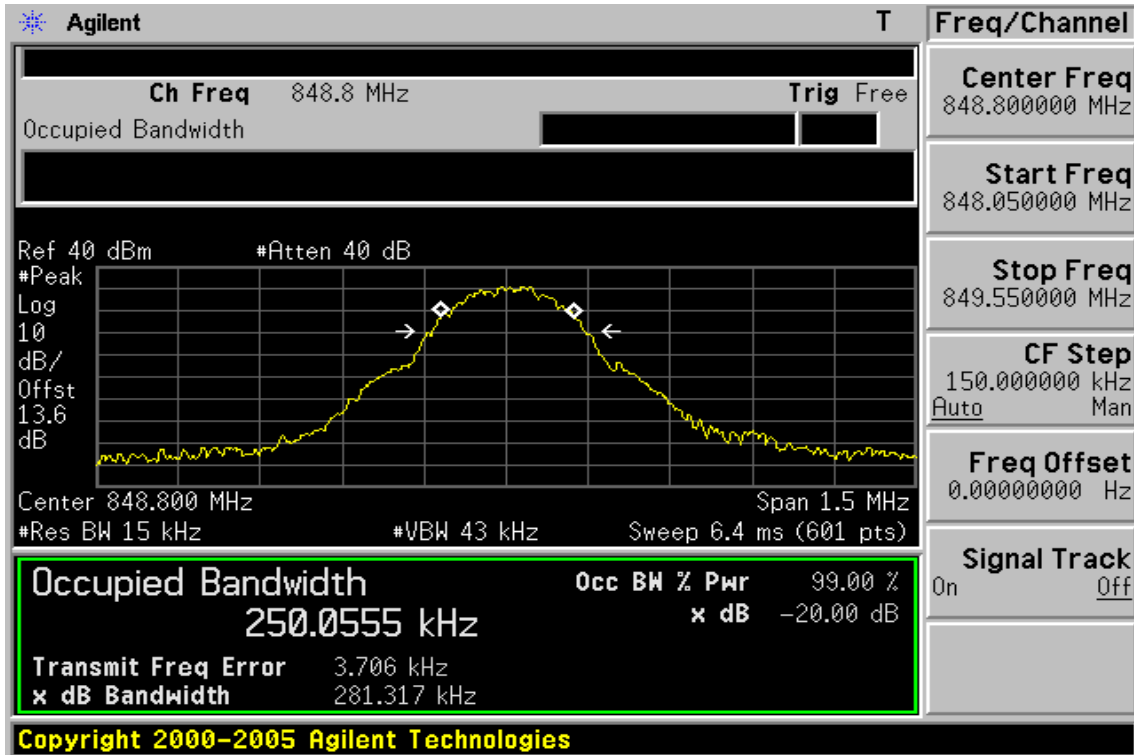 Agilent T
Ch Freq 848.8 MHz Trig Free
Occupied Bandwidth
Ref 40 dBm #Atten 40 dB
#Peak
Log
10
dB/
Offst
13.6
dB
Center 848.800 MHz Span 1.5 MHz
#Res BW 15 kHz #VBW 43 kHz Sweep 6.4 ms (601 pts)
Occupied Bandwidth
250.0555 kHz
Occ BW % Pwr 99.00 %
x dB -20.00 dB
Transmit Freq Error 3.706 kHz
x dB Bandwidth 281.317 kHz
Copyright 2000-2005 Agilent Technologies
Freq/Channel
Center Freq
848.800000 MHz
Start Freq
848.050000 MHz
Stop Freq
849.550000 MHz
CF Step
150.000000 kHz
Auto Man
Freq Offset
0.00000000 Hz
Signal Track
On Off